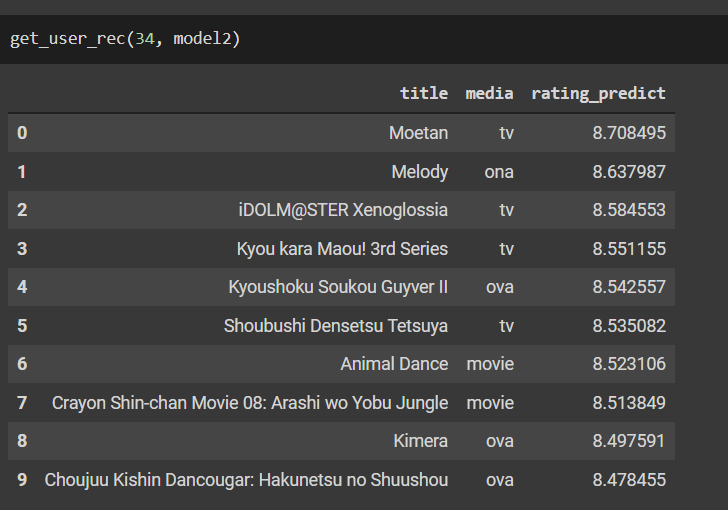 get_user_rec(34, model2)
title media rating_predict
0 Moetan tv 8.708495
1 Melody ona 8.637987
2 iDOLM@STER Xenoglossia tv 8.584553
3 Kyou kara Maou! 3rd Series tv 8.551155
4 Kyoushoku Soukou Guyver II ova 8.542557
5 Shoubushi Densetsu Tetsuya tv 8.535082
6 Animal Dance movie 8.523106
7 Crayon Shin-chan Movie 08: Arashi wo Yobu Jungle movie 8.513849
8 Kimera ova 8.497591
9 Choujuu Kishin Dancougar: Hakunetsu no Shuushou ova 8.478455